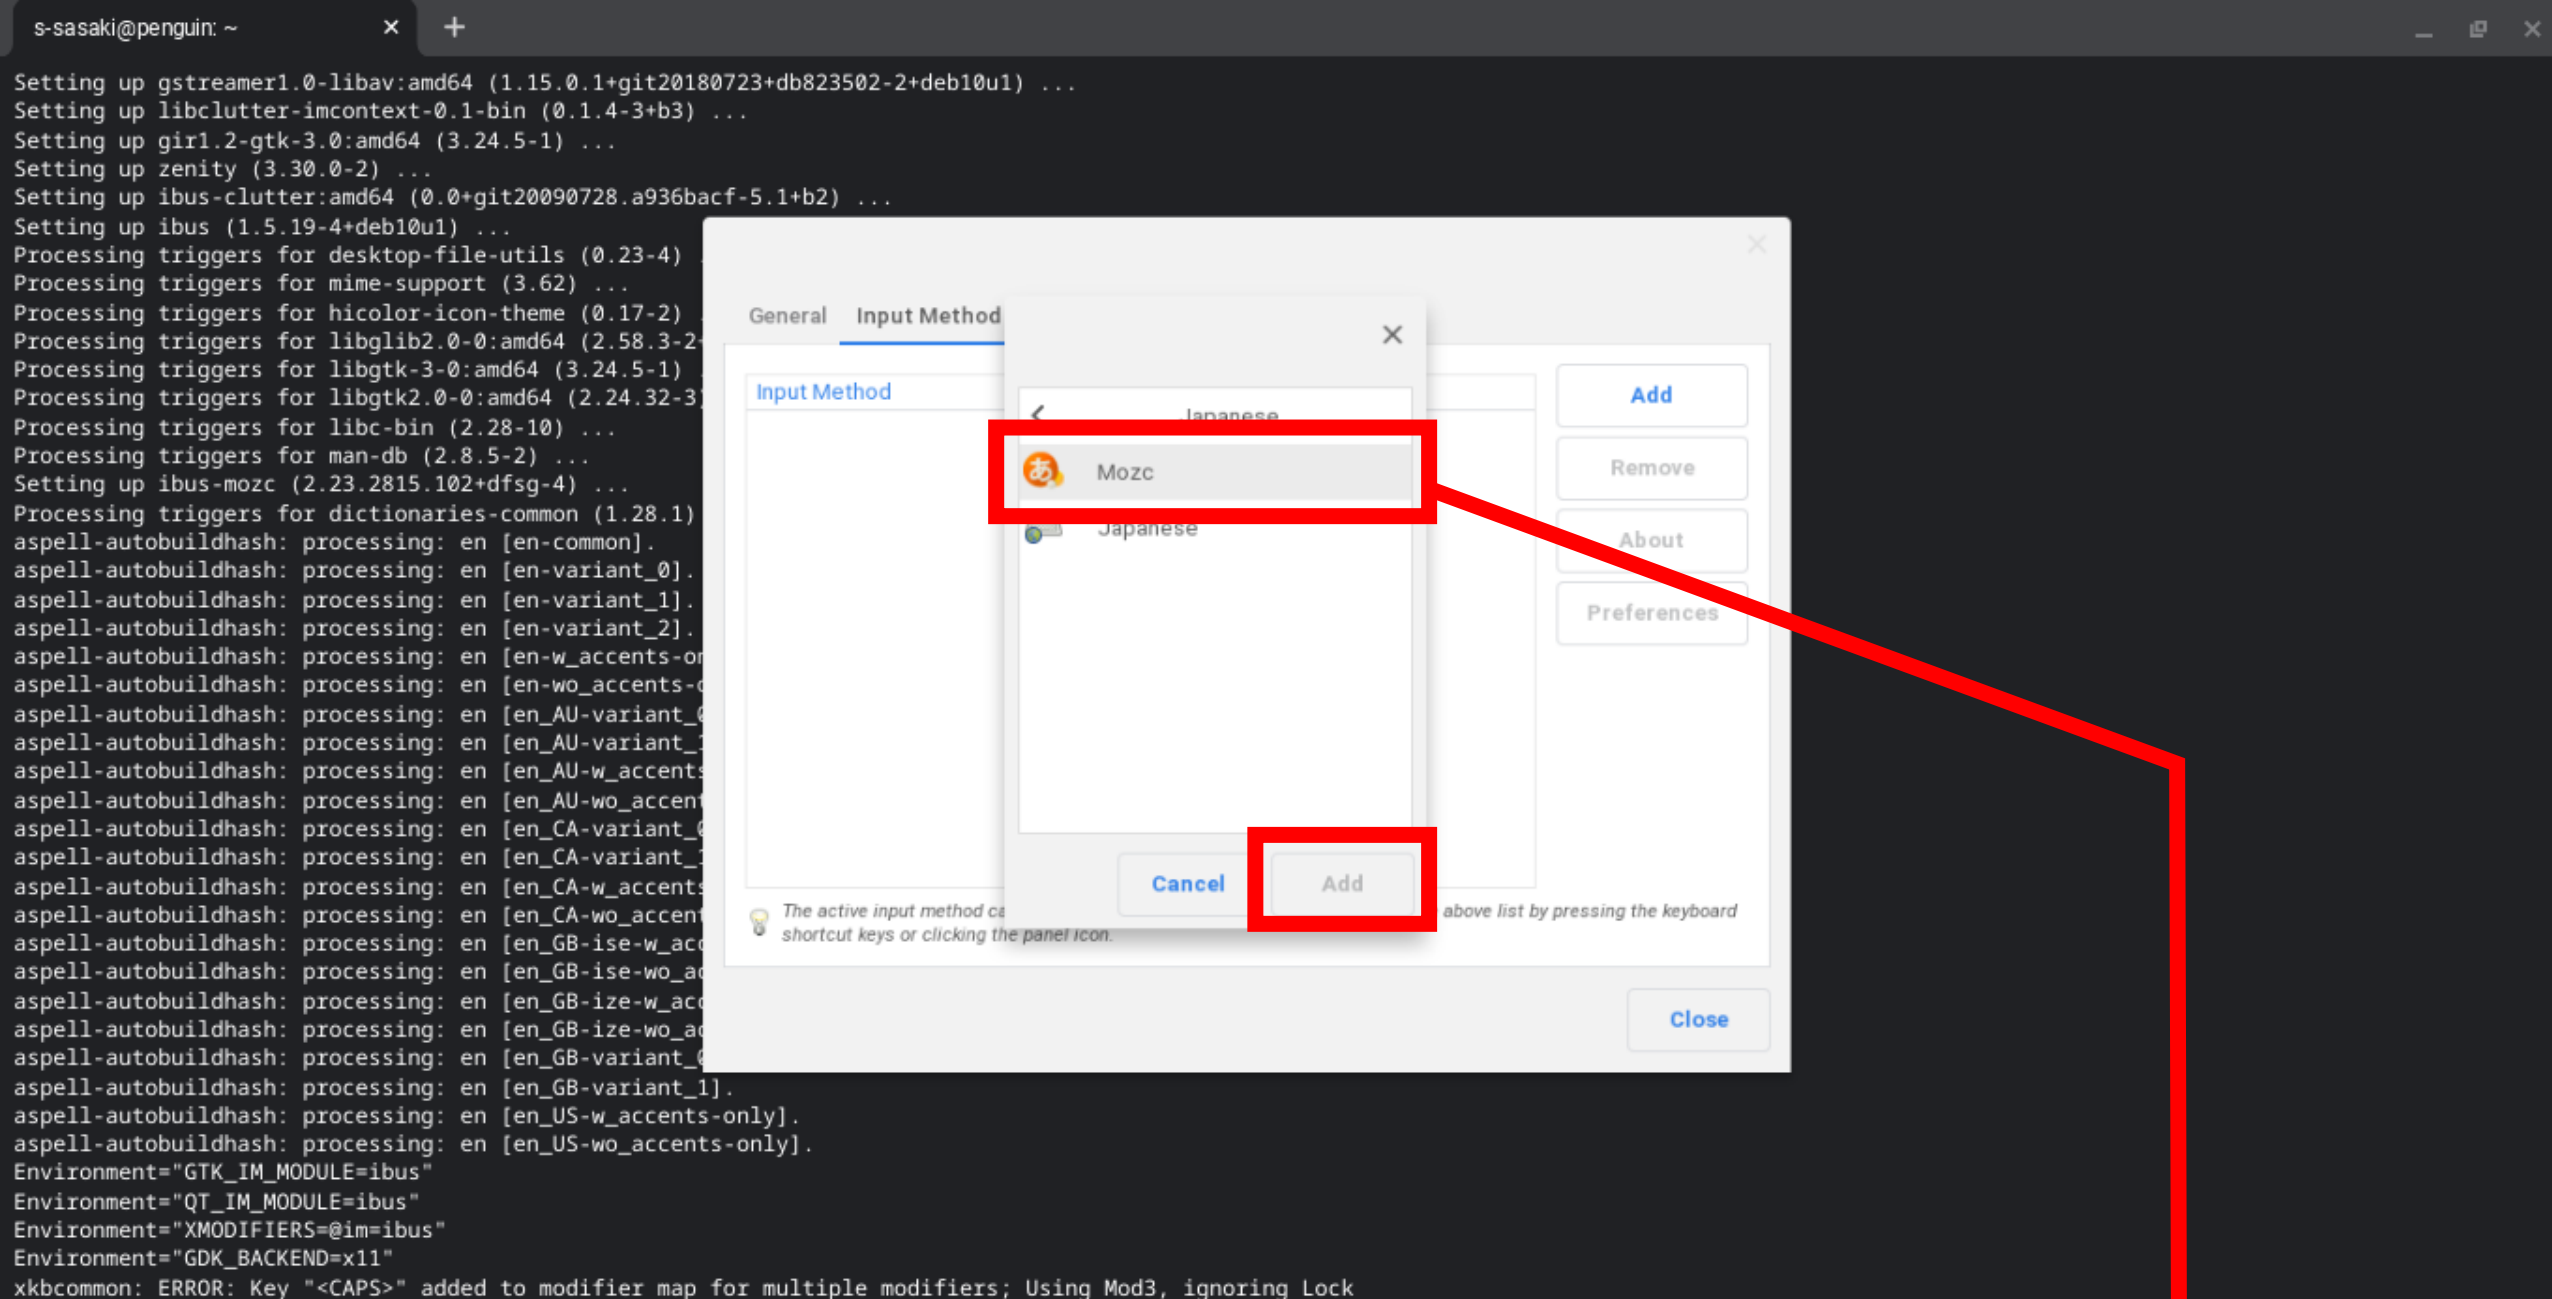 s-sasaki@penguin: ~
Setting up gstreamer1.0-libav:amd64 (1.15.0.1+git20180723+db823502-2+deb10u1) ...
Setting up libclutter-imcontext-0.1-bin (0.1.4-3+b3) ...
Setting up gir1.2-gtk-3.0:amd64 (3.24.5-1) ...
Setting up zenity (3.30.0-2) ...
Setting up ibus-clutter:amd64 (0.0+git20090728.a936bacf-5.1+b2) ...
Setting up ibus (1.5.19-4+deb10u1) ...
Processing triggers for desktop-file-utils (0.23-4) .
Processing triggers for mime-support (3.62) ...
Processing triggers for hicolor-icon-theme (0.17-2) .
Processing triggers for libglib2.0-0:amd64 (2.58.3-2+
Processing triggers for libgtk-3-0:amd64 (3.24.5-1) .
Processing triggers for libgtk2.0-0:amd64 (2.24.32-3)
Processing triggers for libc-bin (2.28-10) ...
Processing triggers for man-db (2.8.5-2) ...
Setting up ibus-mozc (2.23.2815.102+dfsg-4) ...
Processing triggers for dictionaries-common (1.28.1)
aspell-autobuildhash: processing: en [en-common].
aspell-autobuildhash: processing: en [en-variant_0].
aspell-autobuildhash: processing: en [en-variant_1].
aspell-autobuildhash: processing: en [en-variant_2].
aspell-autobuildhash: processing: en [en-w_accents-on
aspell-autobuildhash: processing: en [en-wo_accents-o
aspell-autobuildhash: processing: en [en_AU-variant_0
aspell-autobuildhash: processing: en [en_AU-variant_1
aspell-autobuildhash: processing: en [en_AU-w_accents
aspell-autobuildhash: processing: en [en_AU-wo_accent
aspell-autobuildhash: processing: en [en_CA-variant_0
aspell-autobuildhash: processing: en [en_CA-variant_1
aspell-autobuildhash: processing: en [en_CA-w_accents
aspell-autobuildhash: processing: en [en_CA-wo_accent
aspell-autobuildhash: processing: en [en_GB-ise-w_acc
aspell-autobuildhash: processing: en [en_GB-ise-wo_ac
aspell-autobuildhash: processing: en [en_GB-ize-w_acc
aspell-autobuildhash: processing: en [en_GB-ize-wo_ac
aspell-autobuildhash: processing: en [en_GB-variant_0
aspell-autobuildhash: processing: en [en_GB-variant_1].
aspell-autobuildhash: processing: en [en_US-w_accents-only].
aspell-autobuildhash: processing: en [en_US-wo_accents-only].
Environment="GTK_IM_MODULE=ibus"
Environment="QT_IM_MODULE=ibus"
Environment="XMODIFIERS=@im=ibus"
Environment="GDK_BACKEND=x11"
xkbcommon: ERROR: Key "<CAPS>" added to modifier map for multiple modifiers; Using Mod3, ignoring Lock
General
Input Method
Input Method
Add
Remove
About
Preferences
The active input method ca
above list by pressing the keyboard
shortcut keys or clicking the panel icon.
Close
Japanese
あ
Mozc
Japanese
Cancel
Add